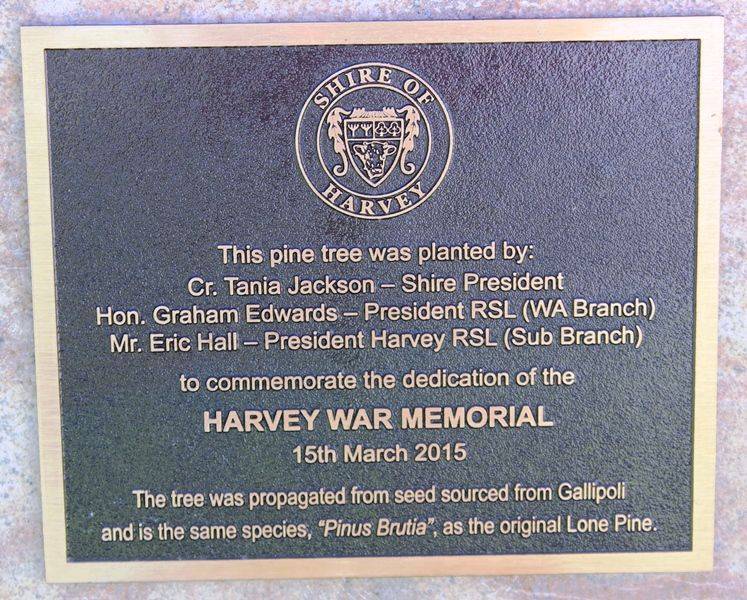 SHIRE OF
HARVEY
This pine tree was planted by:
Cr. Tania Jackson – Shire President
Hon. Graham Edwards – President RSL (WA Branch)
Mr. Eric Hall – President Harvey RSL (Sub Branch)
to commemorate the dedication of the
HARVEY WAR MEMORIAL
15th March 2015
The tree was propagated from seed sourced from Gallipoli
and is the same species, "Pinus Brutia", as the original Lone Pine.